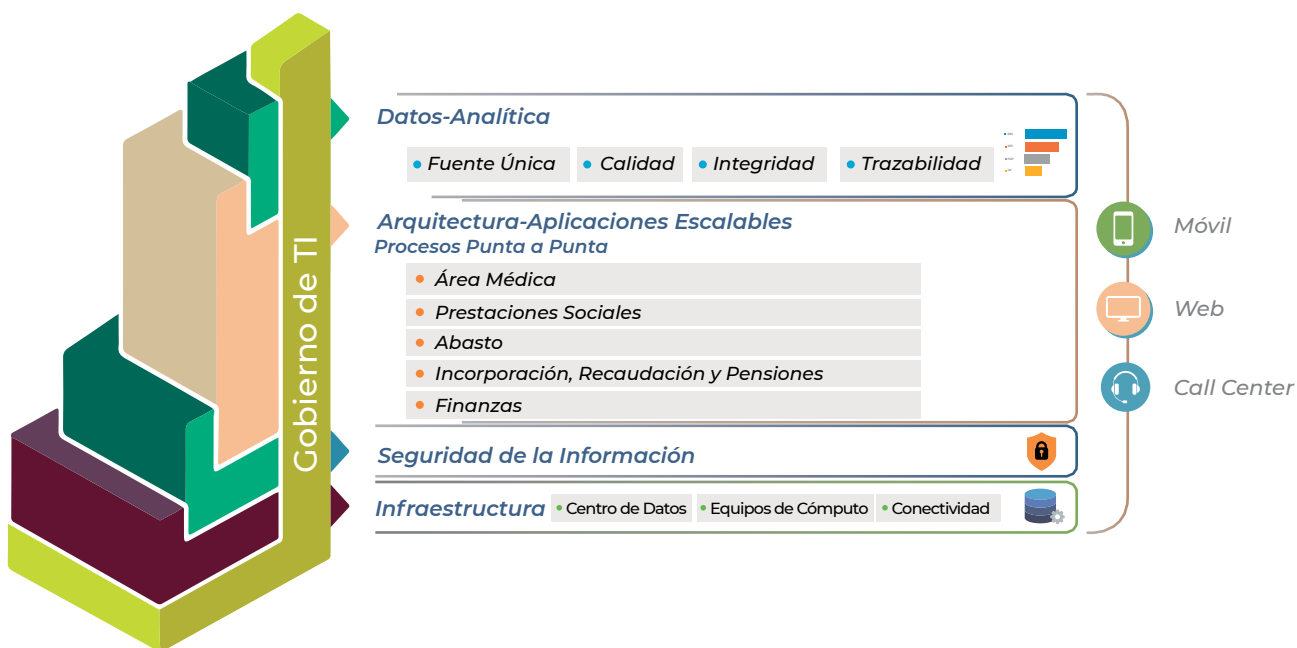 Gobierno de TI
Datos-Analítica
Fuente Única
Calidad
Integridad
Trazabilidad
Arquitectura-Aplicaciones Escalables
Procesos Punta a Punta
Área Médica
Prestaciones Sociales
Abasto
Incorporación, Recaudación y Pensiones
Finanzas
Seguridad de la Información
Infraestructura
Centro de Datos
Equipos de Cómputo
Conectividad
Móvil
Web
Call Center